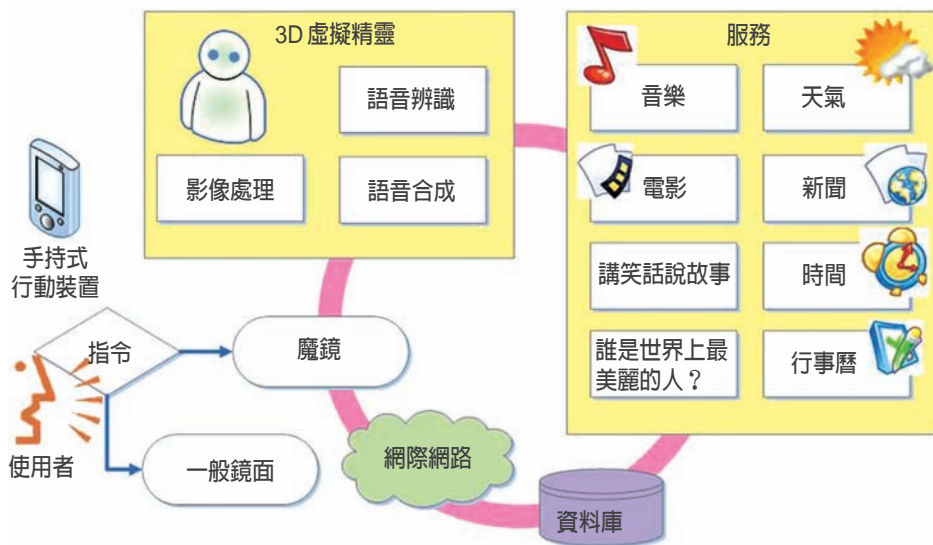 3D 虛擬精靈
語音辨識
影像處理
語音合成
服務
音樂
天氣
電影
新聞
講笑話說故事
時間
誰是世界上最
美麗的人？
行事曆
手持式
行動裝置
指令
魔鏡
使用者
一般鏡面
網際網路
資料庫